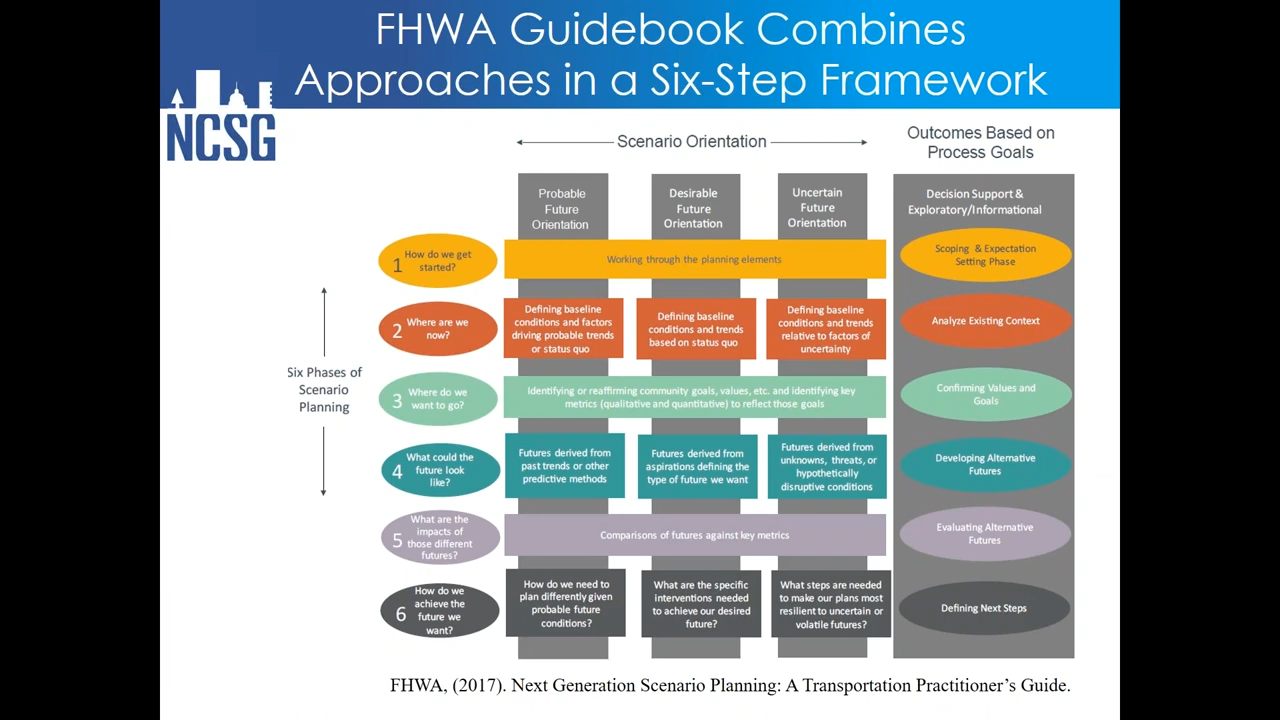 FHWA Guidebook Combines
Approaches in a Six-Step Framework
NCSG
Scenario Orientation
Outcomes Based on
Process Goals
Probable
Future
Orientation
Desirable
Future
Orientation
Uncertain
Future
Orientation
Decision Support &
Exploratory/Informational
1 How do we get
started?
Working through the planning elements
Scoping & Expectation
Setting Phase
2 Where are we
now?
Defining baseline
conditions and factors
driving probable trends
or status quo
Defining baseline
conditions and trends
based on status quo
Defining baseline
conditions and trends
relative to factors of
uncertainty
Analyze Existing Context
Six Phases of
Scenario
Planning
3 Where do we
want to go?
Identifying or reaffirming community goals, values, etc. and identifying key
metrics (qualitative and quantitative) to reflect those goals
Confirming Values and
Goals
4 What could the
future look
like?
Futures derived from
past trends or other
predictive methods
Futures derived from
aspirations defining the
type of future we want
Futures derived from
unknowns, threats, or
hypothetically
disruptive conditions
Developing Alternative
Futures
5 What are the
impacts of
those different
futures?
Comparisons of futures against key metrics
Evaluating Alternative
Futures
6 How do we
achieve the
future we
want?
How do we need to
plan differently given
probable future
conditions?
What are the specific
interventions needed
to achieve our desired
future?
What steps are needed
to make our plans most
resilient to uncertain or
volatile futures?
Defining Next Steps
FHWA, (2017). Next Generation Scenario Planning: A Transportation Practitioner's Guide.